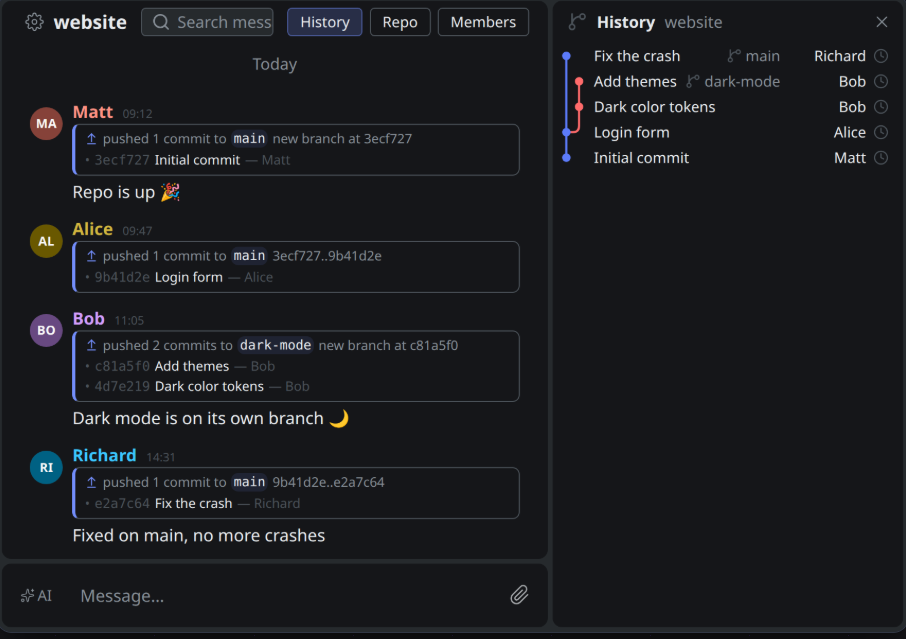 website
Search mess
History
Repo
Members
Today
MA
Matt 09:12
pushed 1 commit to main new branch at 3ecf727
• 3ecf727 Initial commit — Matt
Repo is up 🎉
AL
Alice 09:47
pushed 1 commit to main 3ecf727..9b41d2e
• 9b41d2e Login form — Alice
BO
Bob 11:05
pushed 2 commits to dark-mode new branch at c81a5f0
• c81a5f0 Add themes — Bob
• 4d7e219 Dark color tokens — Bob
Dark mode is on its own branch 🌙
RI
Richard 14:31
pushed 1 commit to main 9b41d2e..e2a7c64
• e2a7c64 Fix the crash — Richard
Fixed on main, no more crashes
AI
Message...
History website
Fix the crash main Richard
Add themes dark-mode Bob
Dark color tokens Bob
Login form Alice
Initial commit Matt